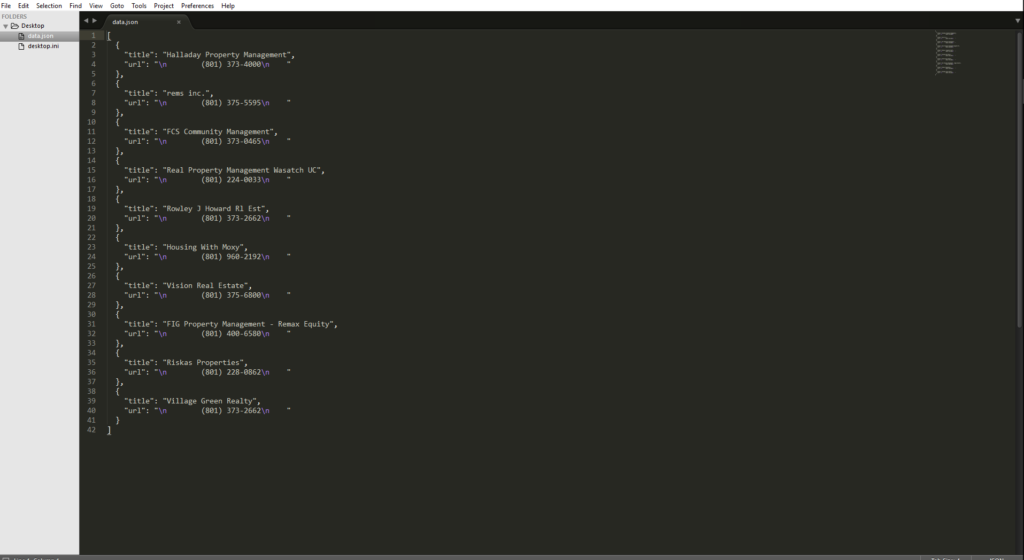 File Edit Selection Find View Goto Tools Project Preferences Help
FOLDERS
Desktop
data.json
desktop.ini
data.json ×
1 [
2 {
3 "title": "Halladay Property Management",
4 "url": "\n (801) 373-4000\n "
5 },
6 {
7 "title": "rems inc.",
8 "url": "\n (801) 375-5595\n "
9 },
10 {
11 "title": "FCS Community Management",
12 "url": "\n (801) 373-0465\n "
13 },
14 {
15 "title": "Real Property Management Wasatch UC",
16 "url": "\n (801) 224-0033\n "
17 },
18 {
19 "title": "Rowley J Howard Rl Est",
20 "url": "\n (801) 373-2662\n "
21 },
22 {
23 "title": "Housing With Moxy",
24 "url": "\n (801) 960-2192\n "
25 },
26 {
27 "title": "Vision Real Estate",
28 "url": "\n (801) 375-6800\n "
29 },
30 {
31 "title": "FIG Property Management - Remax Equity",
32 "url": "\n (801) 400-6580\n "
33 },
34 {
35 "title": "Riskas Properties",
36 "url": "\n (801) 228-0862\n "
37 },
38 {
39 "title": "Village Green Realty",
40 "url": "\n (801) 373-2662\n "
41 }
42 ]